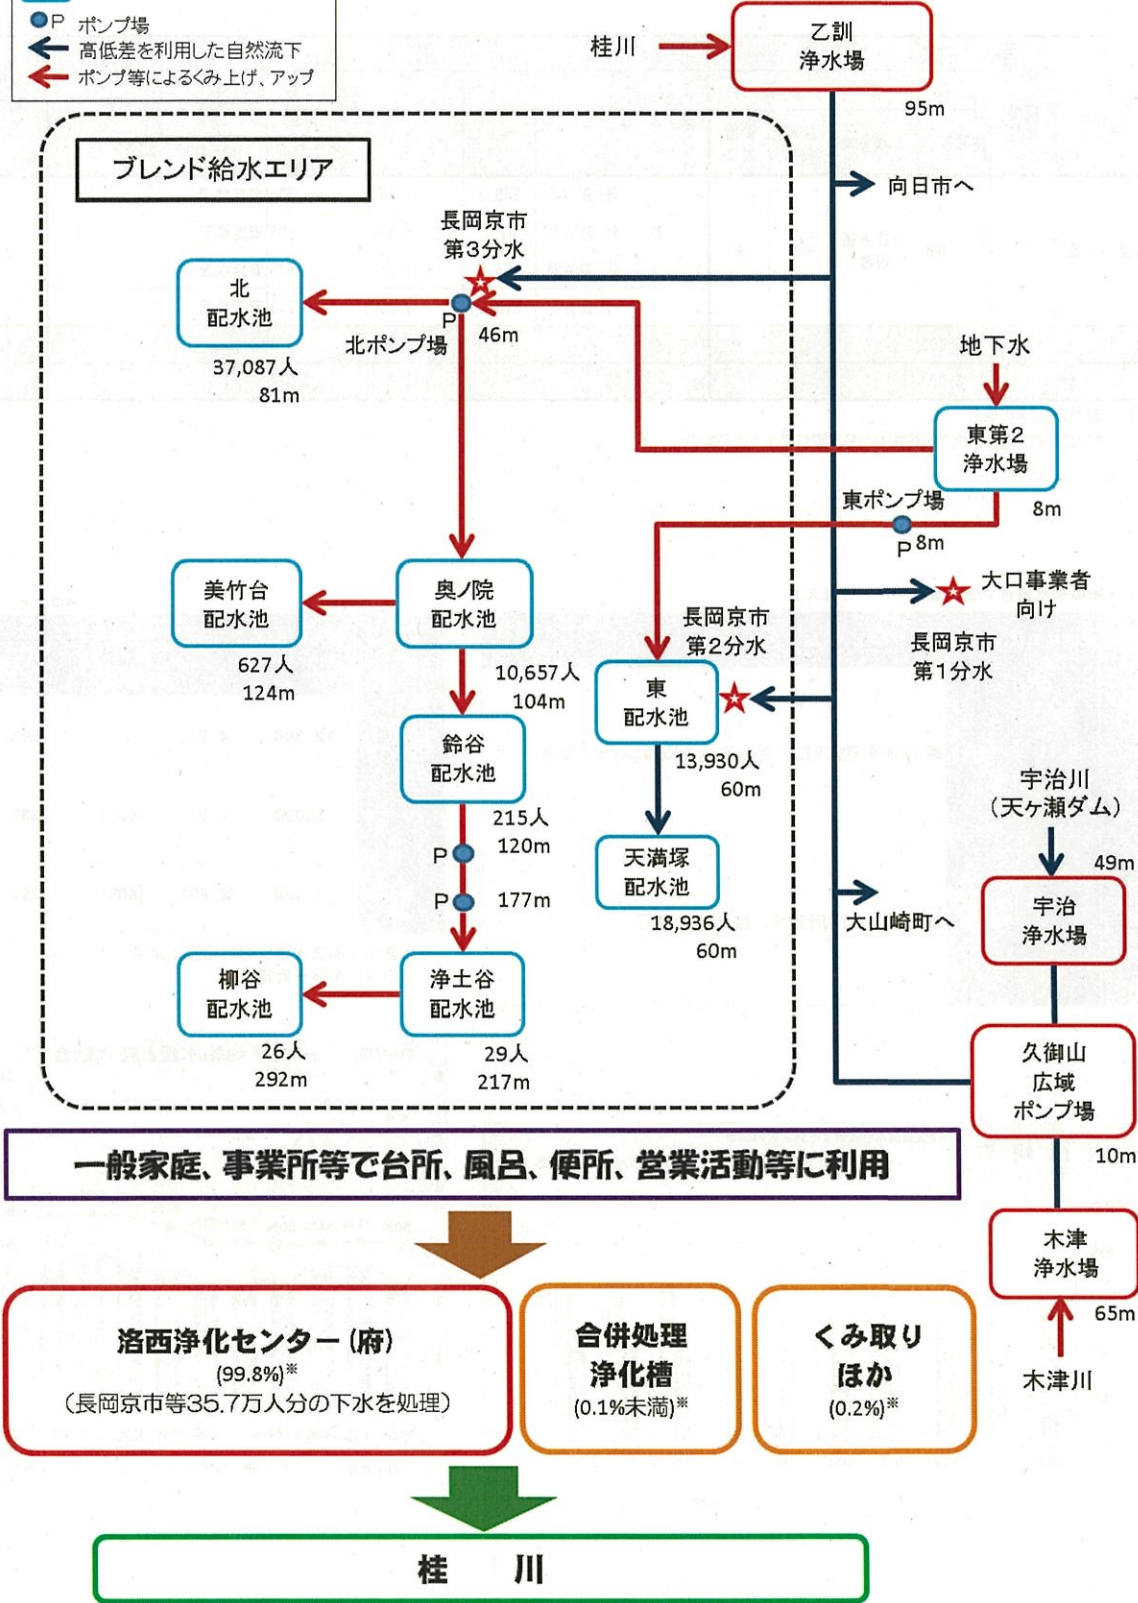 P ポンプ場
高低差を利用した自然流下
ポンプ等によるくみ上げ、アップ
桂川
乙訓
浄水場
95m
ブレンド給水エリア
向日市へ
長岡京市
第3分水
北
配水池
P
46m
北ポンプ場
37,087人
81m
地下水
東第2
浄水場
8m
東ポンプ場
P
8m
美竹台
配水池
627人
124m
奥ノ院
配水池
10,657人
104m
大口事業者
向け
長岡京市
第1分水
長岡京市
第2分水
東
配水池
13,930人
60m
鈴谷
配水池
215人
120m
P
P
177m
天満塚
配水池
18,936人
60m
大山崎町へ
宇治川
（天ヶ瀬ダム）
49m
宇治
浄水場
柳谷
配水池
26人
292m
浄土谷
配水池
29人
217m
久御山
広域
ポンプ場
10m
木津
浄水場
65m
木津川
一般家庭、事業所等で台所、風呂、便所、営業活動等に利用
洛西浄化センター（府）
(99.8%)※
（長岡京市等35.7万人分の下水を処理）
合併処理
浄化槽
(0.1%未満)※
くみ取り
ほか
(0.2%)※
桂　川